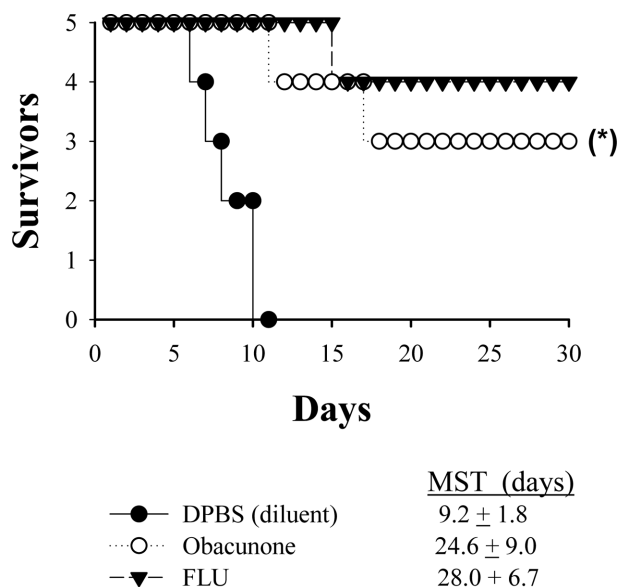 5
4
3
2
1
0
Survivors
(*)
0 5 10 15 20 25 30
Days
MST (days)
DPBS (diluent) 9.2 ± 1.8
Obacunone 24.6 ± 9.0
FLU 28.0 + 6.7